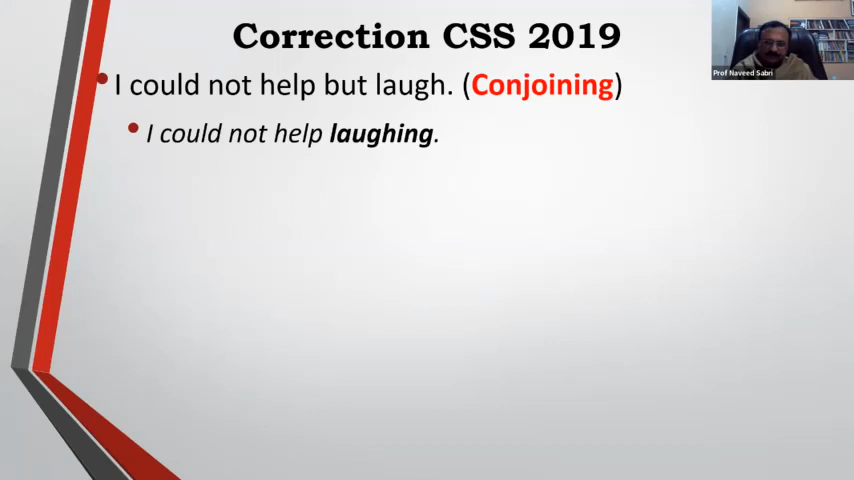 Correction CSS 2019
Prof Naveed Sabri
I could not help but laugh. (Conjoining)
I could not help laughing.